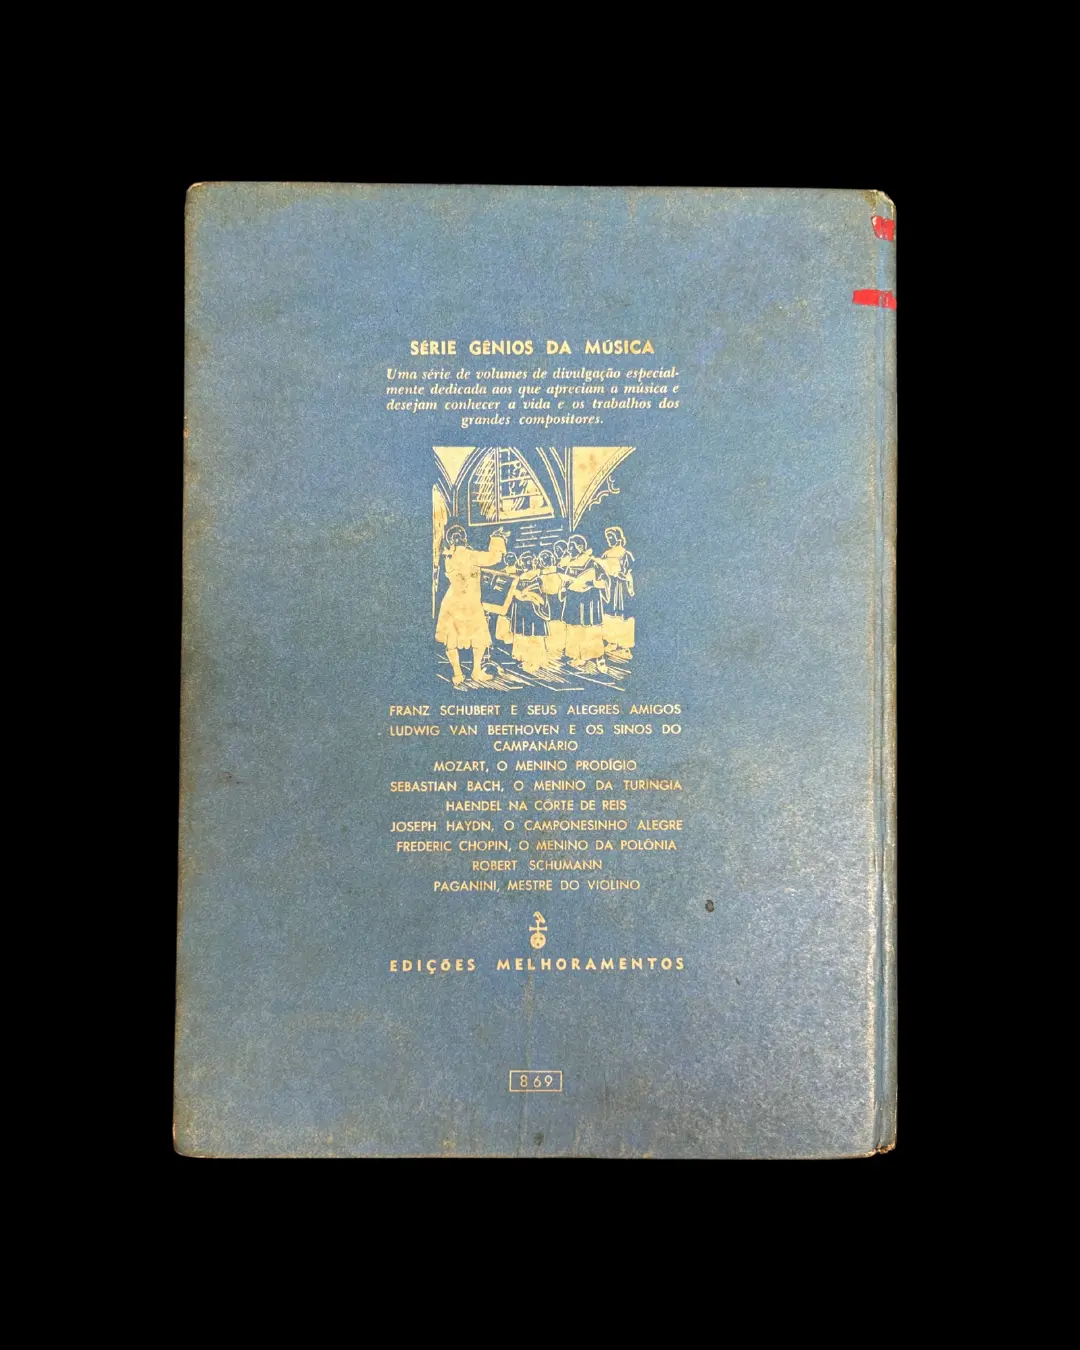 SÉRIE GÊNIOS DA MÚSICA
Uma série de volumes de divulgação especial-
mente dedicada aos que apreciam a música e
desejam conhecer a vida e os trabalhos dos
grandes compositores.
FRANZ SCHUBERT E SEUS ALEGRES AMIGOS
LUDWIG VAN BEETHOVEN E OS SINOS DO
CAMPANÁRIO
MOZART, O MENINO PRODÍGIO
SEBASTIAN BACH, O MENINO DA TURÍNGIA
HAENDEL NA CÔRTE DE REIS
JOSEPH HAYDN, O CAMPONESINHO ALEGRE
FREDERIC CHOPIN, O MENINO DA POLÔNIA
ROBERT SCHUMANN
PAGANINI, MESTRE DO VIOLINO
EDIÇÕES MELHORAMENTOS
869